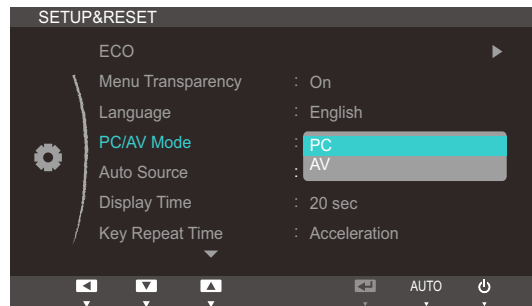 SETUP&RESET
ECO
Menu Transparency : On
Language : English
PC/AV Mode : PC
AV
Auto Source :
Display Time : 20 sec
Key Repeat Time : Acceleration
AUTO